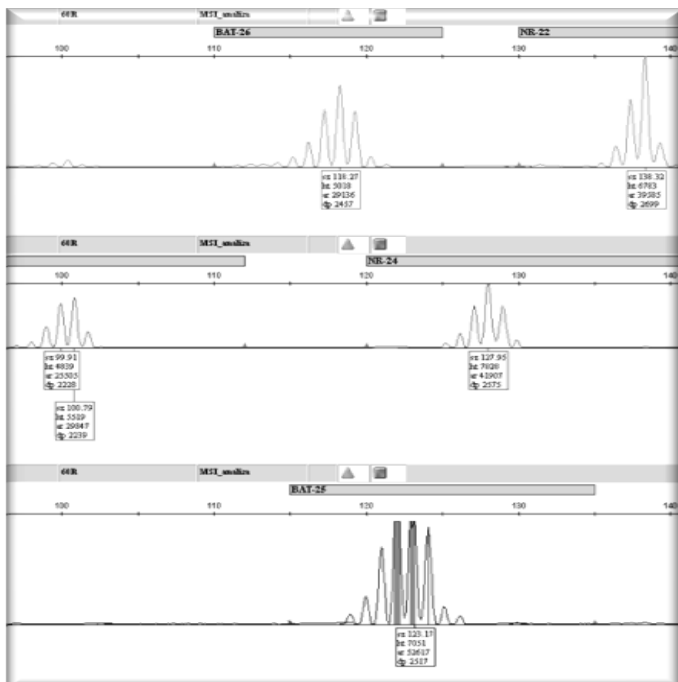 60R MSI_analiza
BAT-26 NR-22
100 110 120 130 140
sz 118.27
ht 5018
ar 29136
dp 2457
sz 138.32
ht 6783
ar 39585
dp 2699
60R MSI_analiza
NR-24
100 110 120 130 140
sz 99.91
ht 4839
ar 25505
dp 2228
sz 100.79
ht 5519
ar 29847
dp 2239
sz 127.95
ht 7020
ar 41907
dp 2575
60R MSI_analiza
BAT-25
100 110 120 130 140
sz 123.17
ht 7051
ar 52617
dp 2517